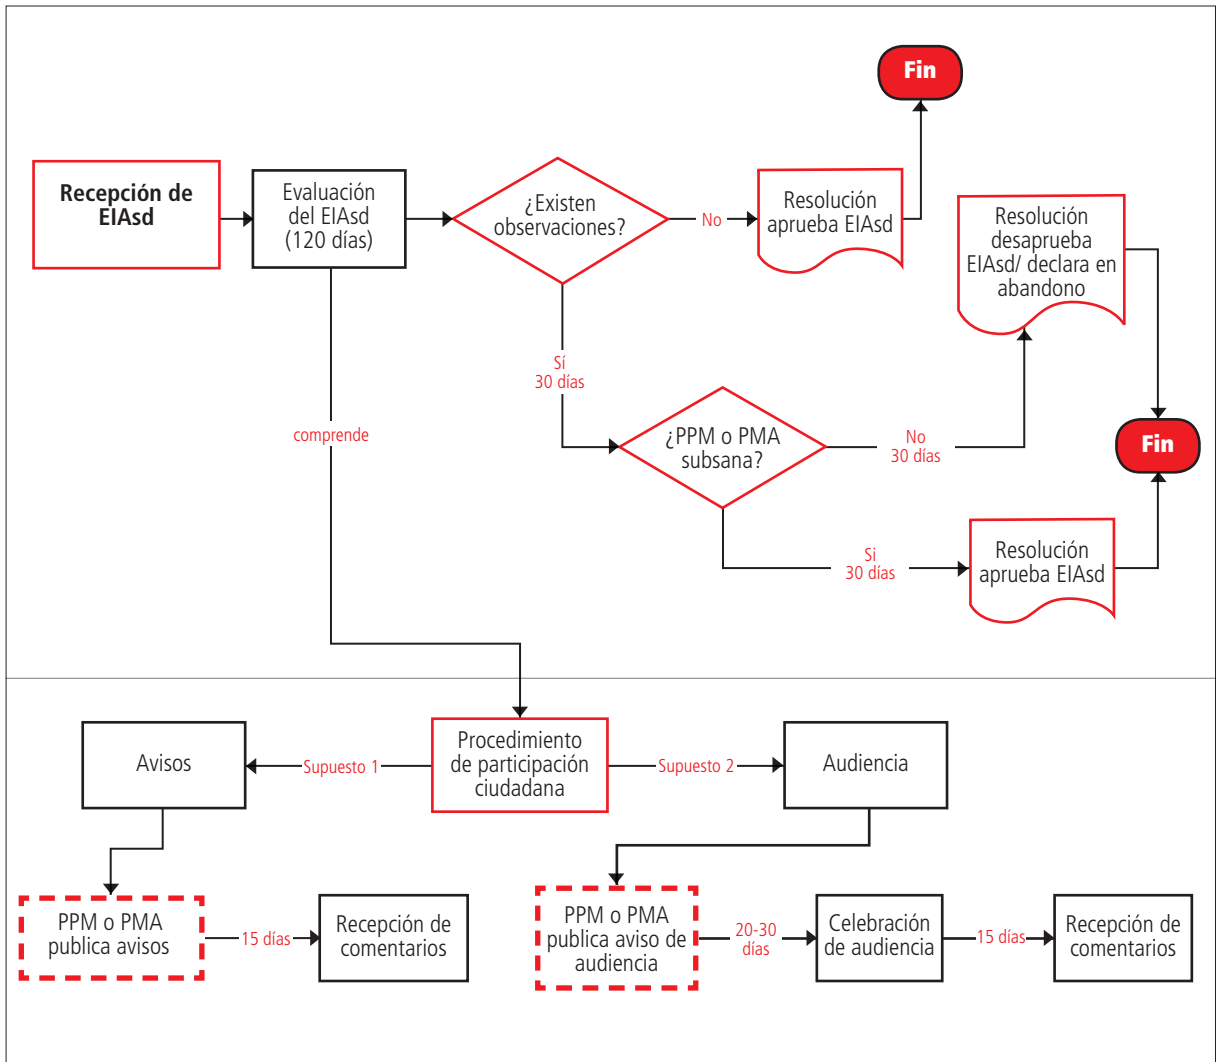 Fin
Recepción de
EIAsd
Evaluación
del EIAsd
(120 días)
¿Existen
observaciones?
No
Resolución
aprueba EIAsd
Resolución
desaprueba
EIAsd/ declara en
abandono
Sí
30 días
comprende
¿PPM o PMA
subsana?
No
30 días
Fin
Si
30 días
Resolución
aprueba EIAsd
Avisos
Supuesto 1
Procedimiento
de participación
ciudadana
Supuesto 2
Audiencia
PPM o PMA
publica avisos
15 días
Recepción de
comentarios
PPM o PMA
publica aviso de
audiencia
20-30
días
Celebración
de audiencia
15 días
Recepción de
comentarios